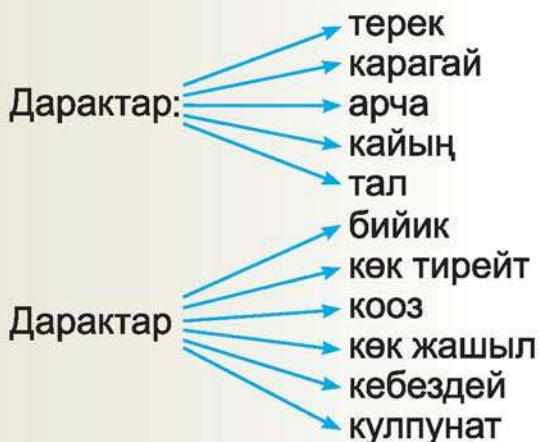 Дарактар:
терек
карагай
арча
кайың
тал
Дарактар
бийик
көк тирейт
кооз
көк жашыл
кебездей
кулпунат